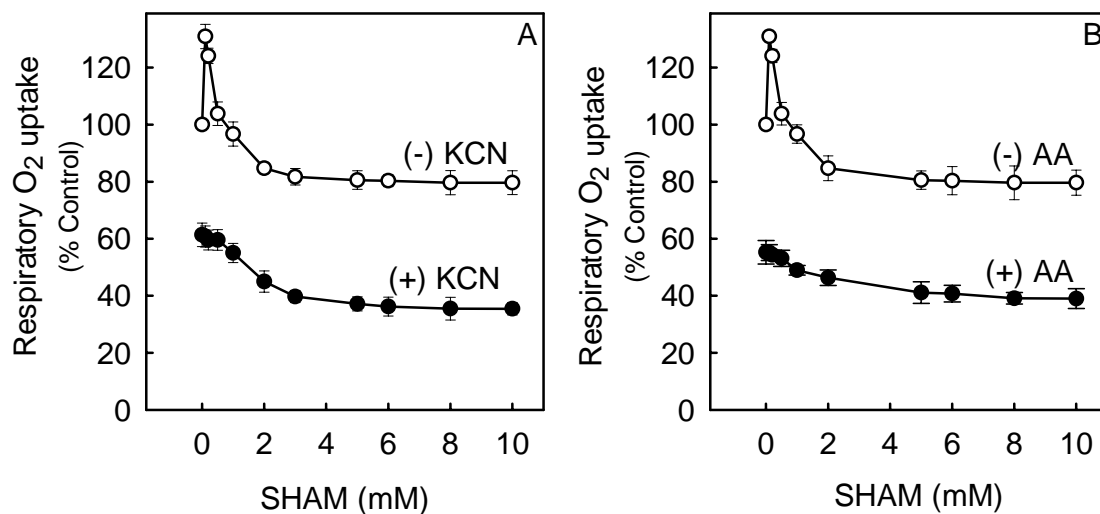 A
Respiratory O2 uptake
(% Control)
120
100
80
60
40
20
0
(-) KCN
(+) KCN
0 2 4 6 8 10
SHAM (mM)
B
Respiratory O2 uptake
(% Control)
120
100
80
60
40
20
0
(-) AA
(+) AA
0 2 4 6 8 10
SHAM (mM)